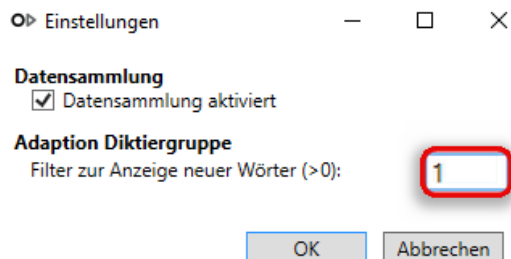 Einstellungen
Datensammlung
Datensammlung aktiviert
Adaption Diktiergruppe
Filter zur Anzeige neuer Wörter (>0): 1
OK Abbrechen